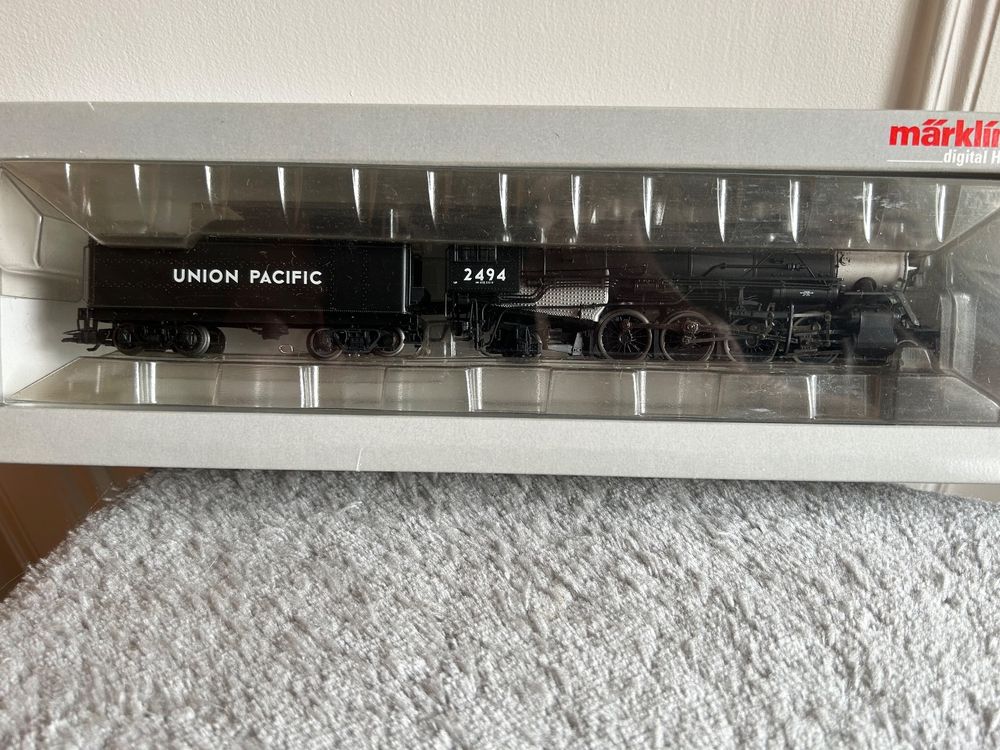 märklin
digital H
UNION PACIFIC
2494